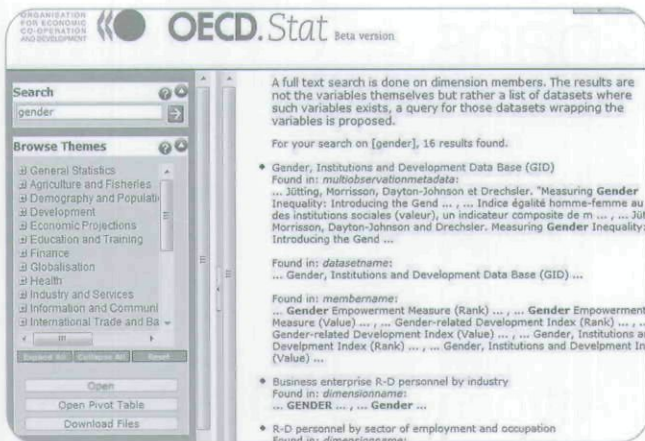 ORGANISATION
FOR ECONOMIC
CO-OPERATION
AND DEVELOPMENT
OECD.Stat Beta version
Search
gender
Browse Themes
General Statistics
Agriculture and Fisheries
Demography and Populati
Development
Economic Projections
Education and Training
Finance
Globalisation
Health
Industry and Services
Information and Communi
International Trade and Ba
Expand All Collapse All Reset
Open
Open Pivot Table
Download Files
A full text search is done on dimension members. The results are
not the variables themselves but rather a list of datasets where
such variables exists, a query for those datasets wrapping the
variables is proposed.
For your search on [gender], 16 results found.
Gender, Institutions and Development Data Base (GID)
Found in: multiobservationmetadata:
... Jütting, Morrisson, Dayton-Johnson et Drechsler. "Measuring Gender
Inequality: Introducing the Gend ... , ... Indice égalité homme-femme au
des institutions sociales (valeur), un indicateur composite de m ... , ... Jüt
Morrisson, Dayton-Johnson and Drechsler. Measuring Gender Inequality:
Introducing the Gend ...
Found in: datasetname:
... Gender, Institutions and Development Data Base (GID) ...
Found in: membername:
... Gender Empowerment Measure (Rank) ... , ... Gender Empowerment
Measure (Value) ... , ... Gender-related Development Index (Rank) ... , ...
Gender-related Development Index (Value) ... , ... Gender, Institutions a
Develpment Index (Rank) ... , ... Gender, Institutions and Develpment In
(Value) ...
Business enterprise R-D personnel by industry
Found in: dimensionname:
... GENDER ... , ... Gender ...
R-D personnel by sector of employment and occupation
Found in: dimensionname: